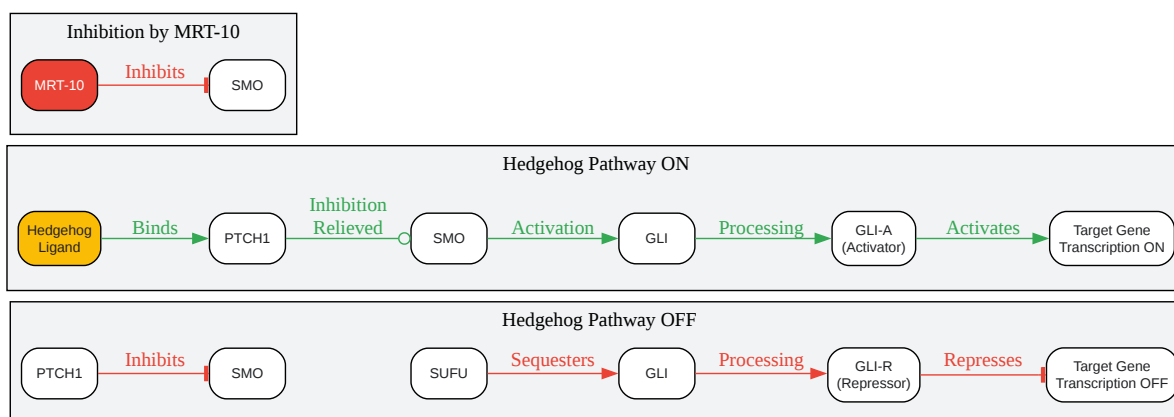 Inhibition by MRT-10
MRT-10
Inhibits
SMO
Hedgehog Pathway ON
Hedgehog
Ligand
Binds
PTCH1
Inhibition
Relieved
SMO
Activation
GLI
Processing
GLI-A
(Activator)
Activates
Target Gene
Transcription ON
Hedgehog Pathway OFF
PTCH1
Inhibits
SMO
SUFU
Sequesters
GLI
Processing
GLI-R
(Repressor)
Represses
Target Gene
Transcription OFF